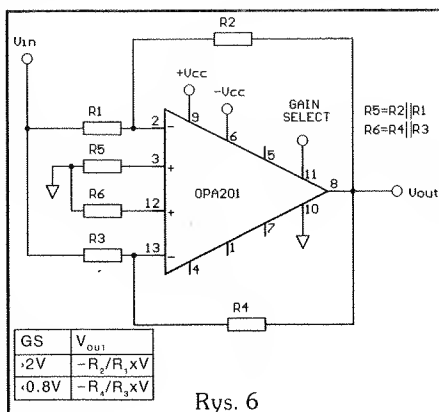 R2
Uin
+Ucc
-Ucc
GAIN
SELECT
R5=R2||R1
R6=R4||R3
R1
2
-
9
6
5
11
R5
3
+
8
Uout
OPA201
R6
12
+
10
R3
13
-
7
1
4
R4
GS Vout
>2V -R2/R1xV
<0.8V -R4/R3xV
Rys. 6